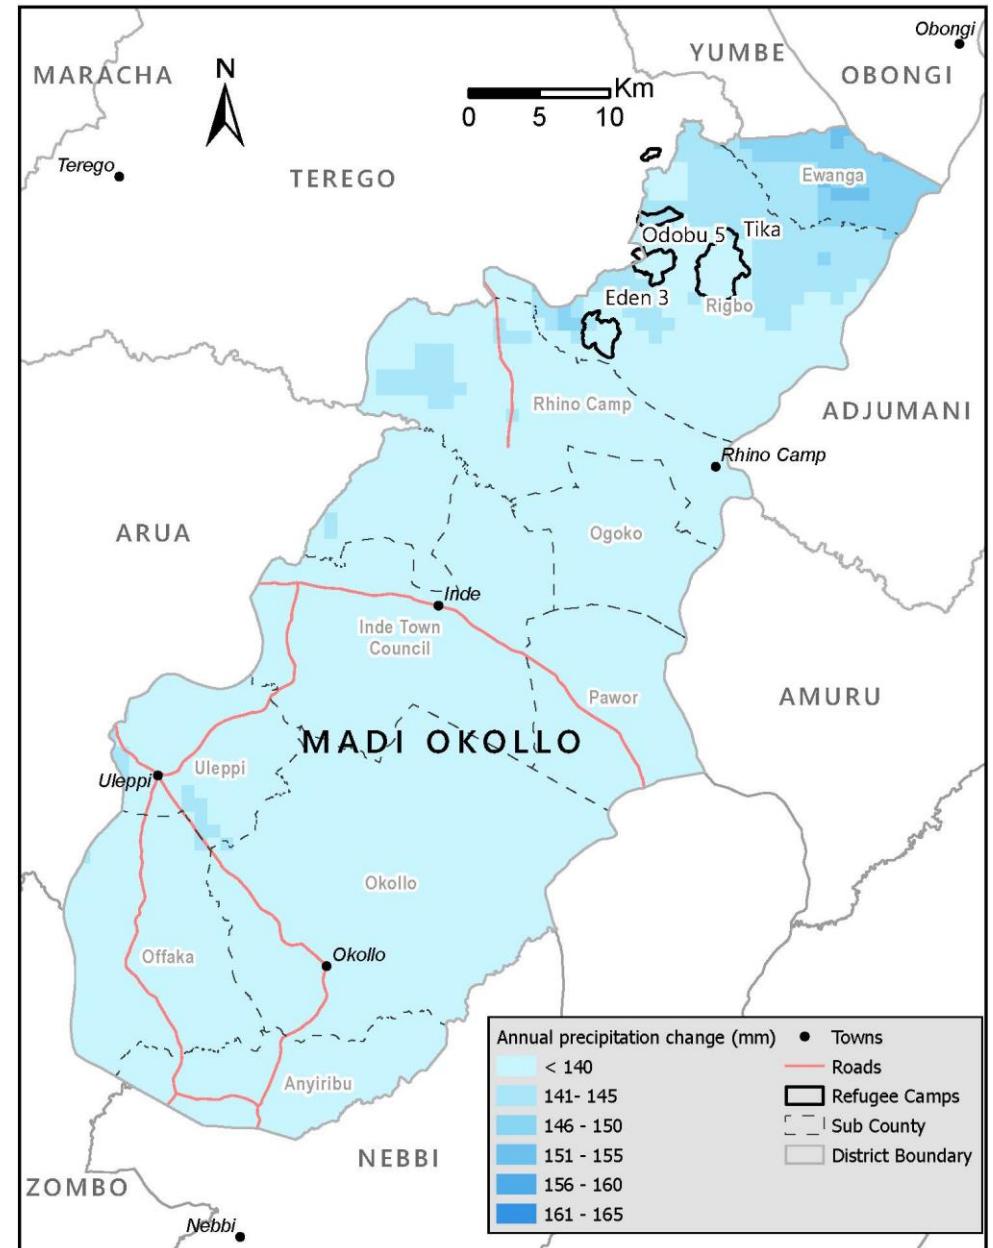 Obongi
YUMBE
MARACHA
OBONGI
N
Km
0 5 10
Terego
TEREGO
Ewanga
Tika
Odobu 5
Eden 3
Rigbo
Rhino Camp
ADJUMANI
Rhino Camp
ARUA
Ogoko
Inde
Inde Town
Council
Pawor
AMURU
MADI OKOLLO
Uleppi
Uleppi
Okollo
Offaka
Okollo
Anyiribu
NEBBI
ZOMBO
Nebbi
Annual precipitation change (mm)
< 140
141- 145
146 - 150
151 - 155
156 - 160
161 - 165
Towns
Roads
Refugee Camps
Sub County
District Boundary